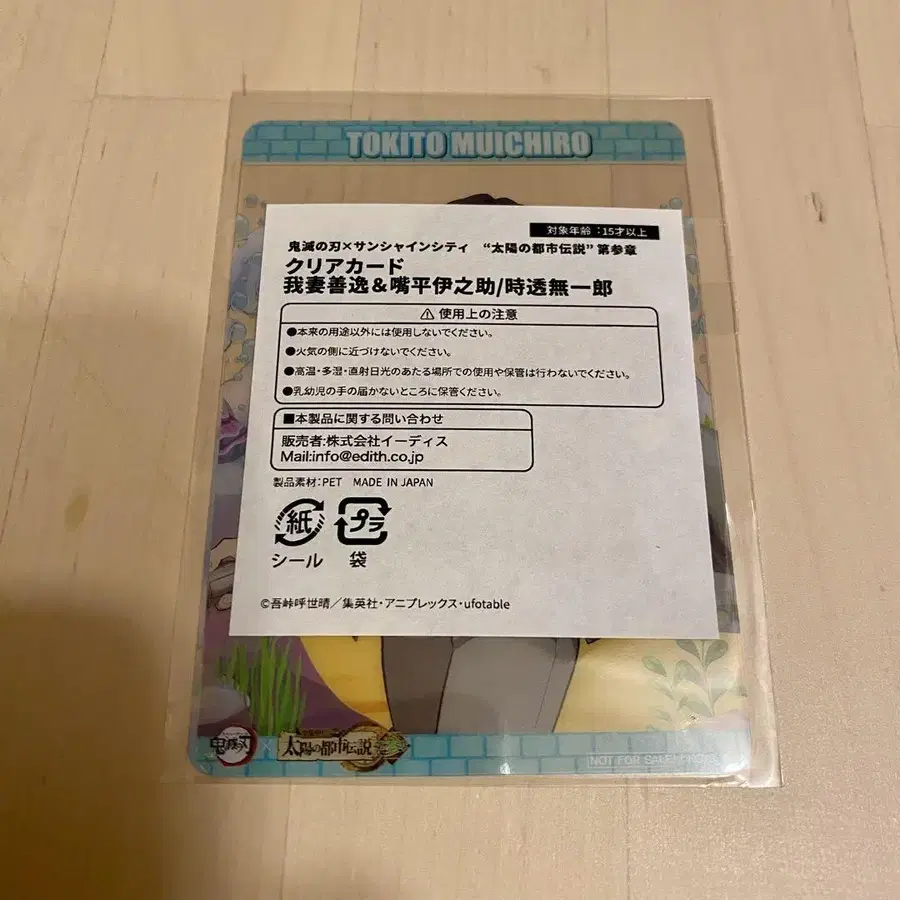 TOKITO MUICHIRO
対象年齢：15才以上
鬼滅の刃×サンシャインシティ “太陽の都市伝説” 第参章
クリアカード
我妻善逸&嘴平伊之助/時透無一郎
⚠使用上の注意
●本来の用途以外には使用しないでください。
●火気の側に近づけないでください。
●高温・多湿・直射日光のあたる場所での使用や保管は行わないでください。
●乳幼児の手の届かないところに保管ください。
■本製品に関する問い合わせ
販売者:株式会社イーディス
Mail:info@edith.co.jp
製品素材:PET MADE IN JAPAN
紙 プラ
シール 袋
©吾峠呼世晴／集英社・アニプレックス・ufotable
鬼滅の刃 × 太陽の都市伝説
NOT FOR SALE